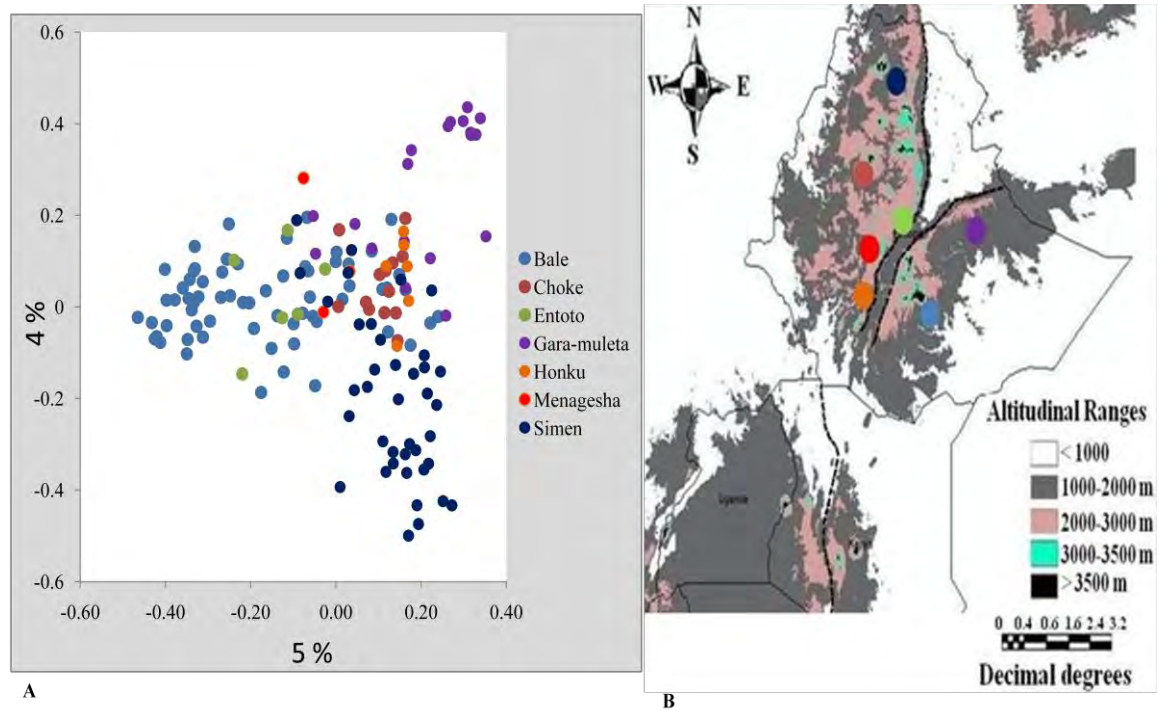 0.6
0.4
0.2
0
-0.2
-0.4
-0.6
4 %
-0.60
-0.40
-0.20
0.00
0.20
0.40
5 %
Bale
Choke
Entoto
Gara-muleta
Honku
Menagesha
Simen
A
N
W
E
S
Altitudinal Ranges
< 1000
1000-2000 m
2000-3000 m
3000-3500 m
>3500 m
0 0.4 0.6 1.6 2.4 3.2
Decimal degrees
B